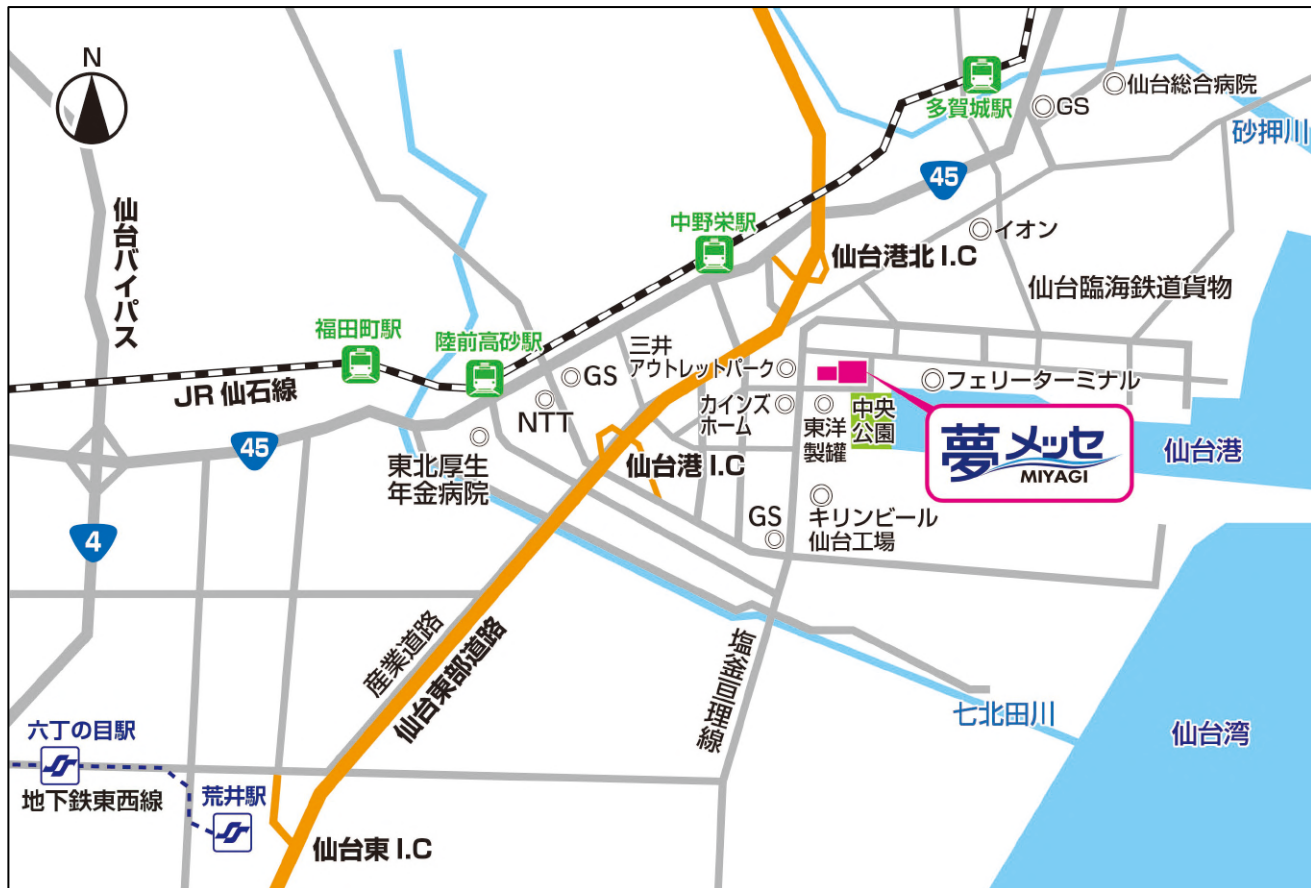 N
多賀城駅
仙台総合病院
GS
砂押川
45
仙台バイパス
中野栄駅
イオン
仙台港北 I.C
仙台臨海鉄道貨物
福田町駅
陸前高砂駅
三井
アウトレットパーク
GS
JR 仙石線
NTT
カインズ
ホーム
フェリーターミナル
東洋
製罐
中央
公園
夢メッセ
MIYAGI
仙台港
45
東北厚生
年金病院
仙台港 I.C
4
GS
キリンビール
仙台工場
産業道路
仙台東部道路
塩釜亘理線
七北田川
仙台湾
六丁の目駅
地下鉄東西線
荒井駅
仙台東 I.C